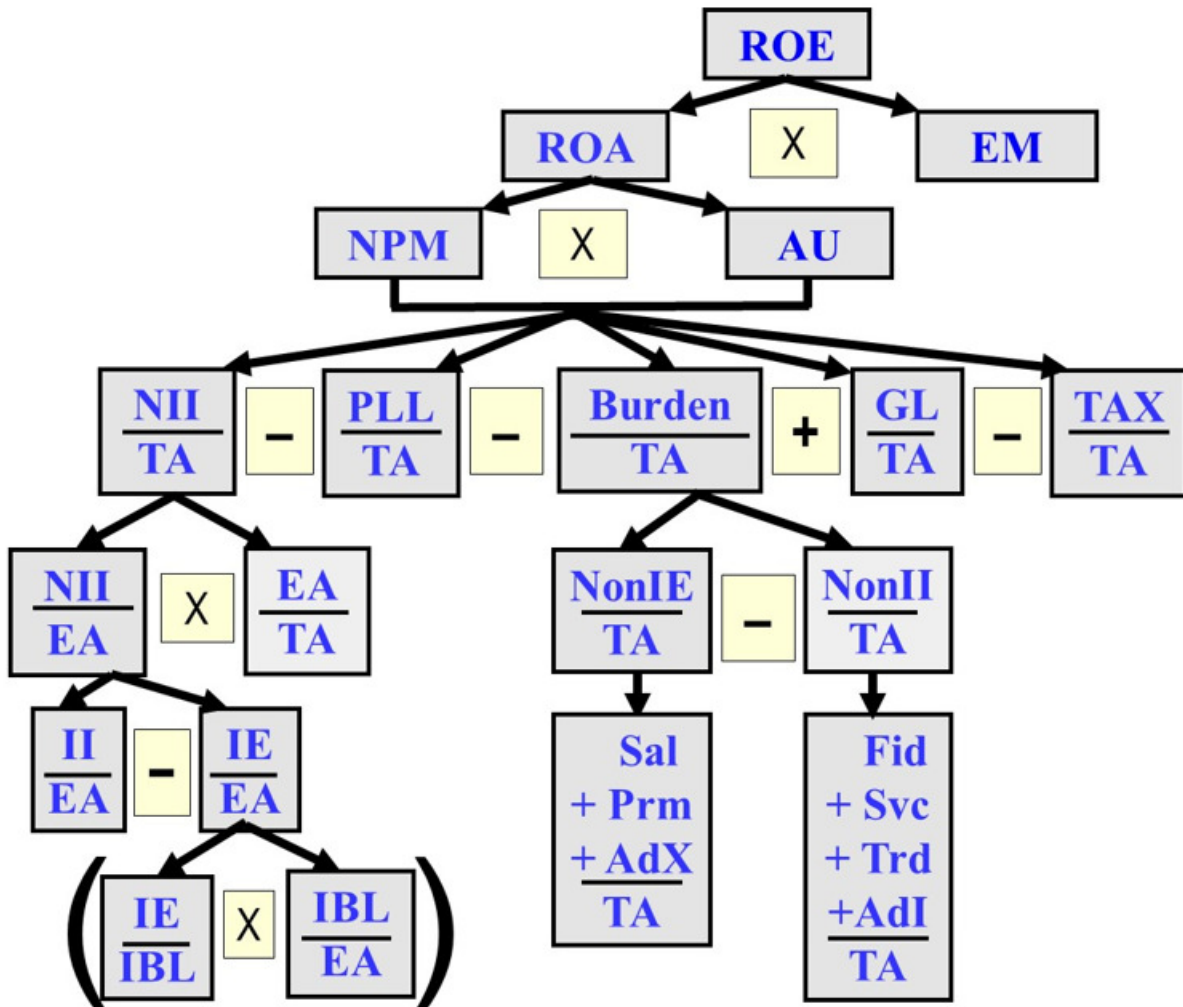 ROE
ROA X EM
NPM X AU
NII PLL Burden GL TAX
– – + –
TA TA TA TA TA
NII EA NonIE NonII
X –
EA TA TA TA
II IE
–
EA EA
Sal Fid
+ Prm + Svc
+ AdX + Trd
TA +AdI
TA
( IE IBL )
X
IBL EA